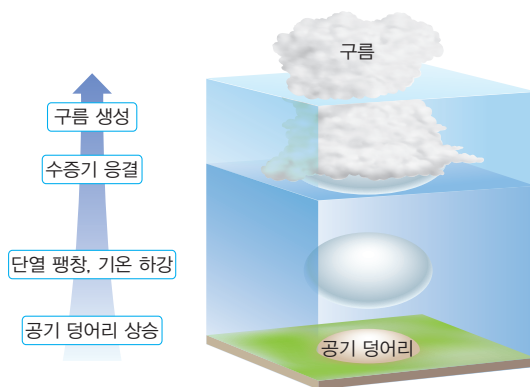 구름
구름 생성
수증기 응결
단열 팽창, 기온 하강
공기 덩어리 상승
공기 덩어리